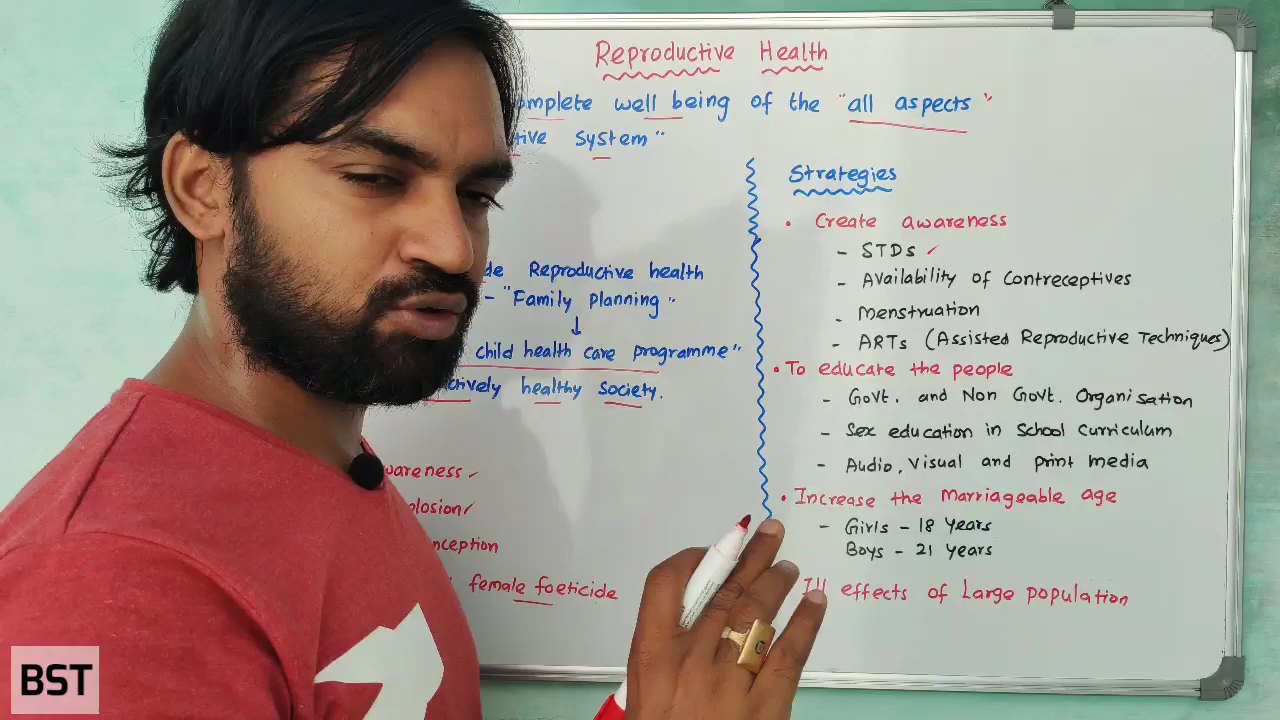 Reproductive Health
omplete well being of the "all aspects"
tive system"
de Reproductive health
- "Family planning"
↓
child health care programme"
ctively healthy society.
wareness ✓
losion ✓
nception
female foeticide
Strategies
• Create awareness
- STDs ✓
- Availability of Contreceptives
- Menstruation
- ARTs (Assisted Reproductive Techniques)
• To educate the people
- Govt. and Non Govt. Organisation
- Sex education in School curriculum
- Audio, Visual and print media
• Increase the Marriageable age
- Girls - 18 Years
Boys - 21 Years
Ill effects of Large population
BST